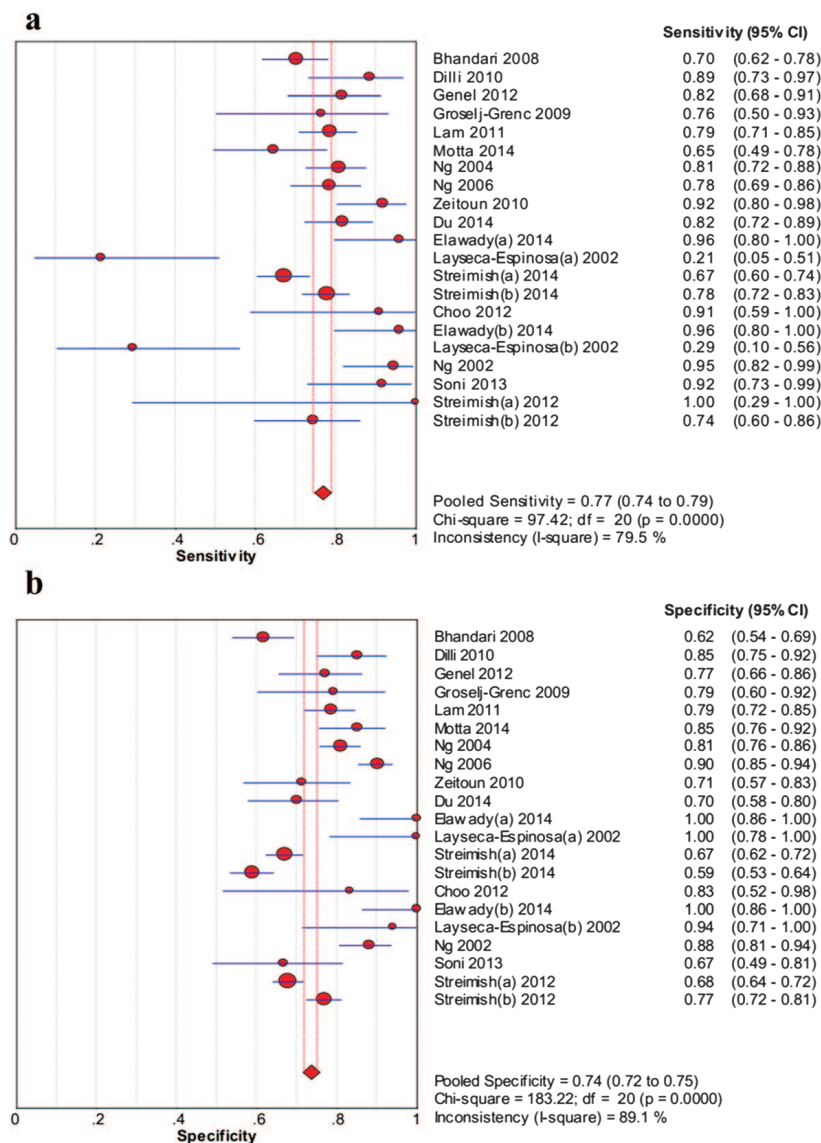 a
Sensitivity (95% CI)
Bhandari 2008 0.70 (0.62 - 0.78)
Dilli 2010 0.89 (0.73 - 0.97)
Genel 2012 0.82 (0.68 - 0.91)
Groselj-Grenc 2009 0.76 (0.50 - 0.93)
Lam 2011 0.79 (0.71 - 0.85)
Motta 2014 0.65 (0.49 - 0.78)
Ng 2004 0.81 (0.72 - 0.88)
Ng 2006 0.78 (0.69 - 0.86)
Zeitoun 2010 0.92 (0.80 - 0.98)
Du 2014 0.82 (0.72 - 0.89)
Elawady(a) 2014 0.96 (0.80 - 1.00)
Layseca-Espinosa(a) 2002 0.21 (0.05 - 0.51)
Streimish(a) 2014 0.67 (0.60 - 0.74)
Streimish(b) 2014 0.78 (0.72 - 0.83)
Choo 2012 0.91 (0.59 - 1.00)
Elawady(b) 2014 0.96 (0.80 - 1.00)
Layseca-Espinosa(b) 2002 0.29 (0.10 - 0.56)
Ng 2002 0.95 (0.82 - 0.99)
Soni 2013 0.92 (0.73 - 0.99)
Streimish(a) 2012 1.00 (0.29 - 1.00)
Streimish(b) 2012 0.74 (0.60 - 0.86)
Pooled Sensitivity = 0.77 (0.74 to 0.79)
Chi-square = 97.42; df = 20 (p = 0.0000)
Inconsistency (I-square) = 79.5 %
0 .2 .4 .6 .8 1
Sensitivity
b
Specificity (95% CI)
Bhandari 2008 0.62 (0.54 - 0.69)
Dilli 2010 0.85 (0.75 - 0.92)
Genel 2012 0.77 (0.66 - 0.86)
Groselj-Grenc 2009 0.79 (0.60 - 0.92)
Lam 2011 0.79 (0.72 - 0.85)
Motta 2014 0.85 (0.76 - 0.92)
Ng 2004 0.81 (0.76 - 0.86)
Ng 2006 0.90 (0.85 - 0.94)
Zeitoun 2010 0.71 (0.57 - 0.83)
Du 2014 0.70 (0.58 - 0.80)
Elawady(a) 2014 1.00 (0.86 - 1.00)
Layseca-Espinosa(a) 2002 1.00 (0.78 - 1.00)
Streimish(a) 2014 0.67 (0.62 - 0.72)
Streimish(b) 2014 0.59 (0.53 - 0.64)
Choo 2012 0.83 (0.52 - 0.98)
Elawady(b) 2014 1.00 (0.86 - 1.00)
Layseca-Espinosa(b) 2002 0.94 (0.71 - 1.00)
Ng 2002 0.88 (0.81 - 0.94)
Soni 2013 0.67 (0.49 - 0.81)
Streimish(a) 2012 0.68 (0.64 - 0.72)
Streimish(b) 2012 0.77 (0.72 - 0.81)
Pooled Specificity = 0.74 (0.72 to 0.75)
Chi-square = 183.22; df = 20 (p = 0.0000)
Inconsistency (I-square) = 89.1 %
0 .2 .4 .6 .8 1
Specificity